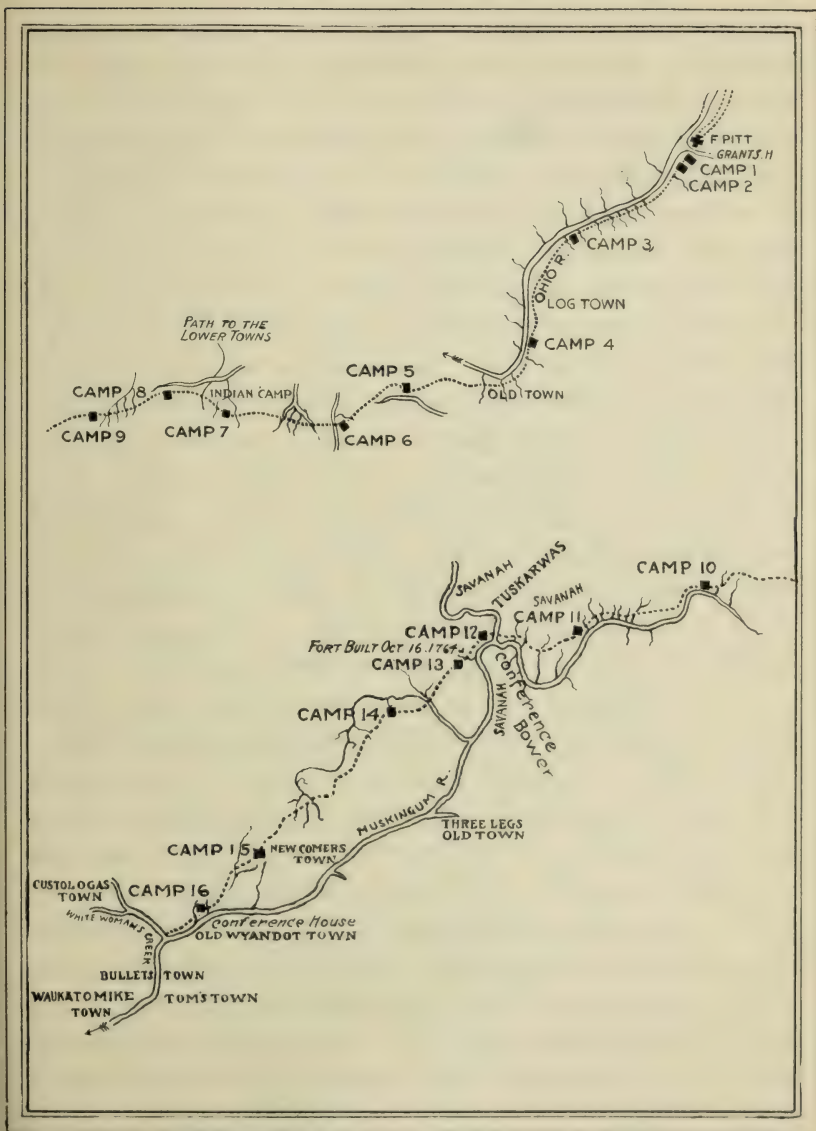 F PITT
GRANTS. H
CAMP 1
CAMP 2
CAMP 3
OHIO R.
LOG TOWN
CAMP 4
OLD TOWN
PATH TO THE
LOWER TOWNS
CAMP 5
CAMP 8
INDIAN CAMP
CAMP 9
CAMP 7
CAMP 6
CAMP 10
SAVANAH
TUSKARWAS
SAVANAH
CAMP 11
CAMP 12
FORT BUILT OCT 16. 1764
CAMP 13
Conference
Bower
SAVANAH
CAMP 14
MUSKINGUM R.
THREE LEGS
OLD TOWN
CAMP 15
NEW COMERS
TOWN
CUSTOLOGAS
TOWN
CAMP 16
WHITE WOMANS
CREEK
Conference House
OLD WYANDOT TOWN
BULLETS TOWN
WAUKATOMIKE
TOWN
TOM'S TOWN